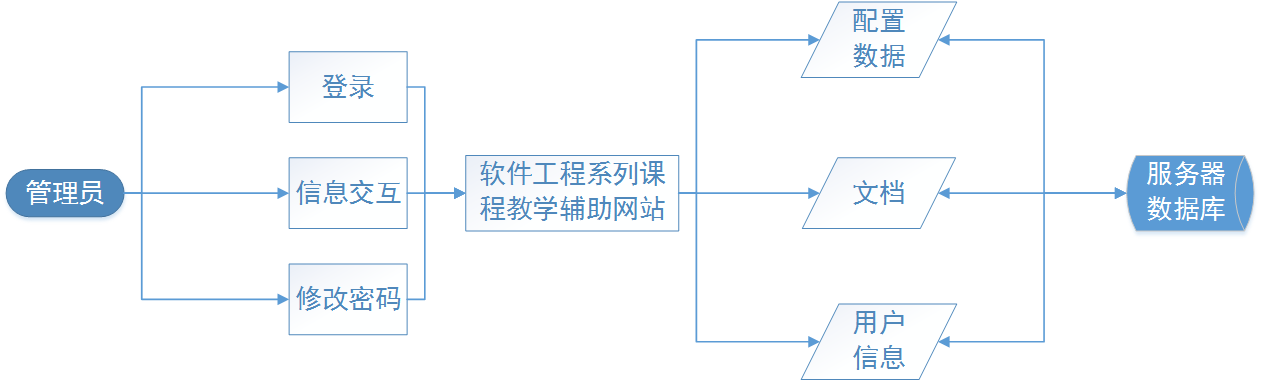 管理员
登录
信息交互
修改密码
软件工程系列课
程教学辅助网站
配置
数据
文档
用户
信息
服务器
数据库